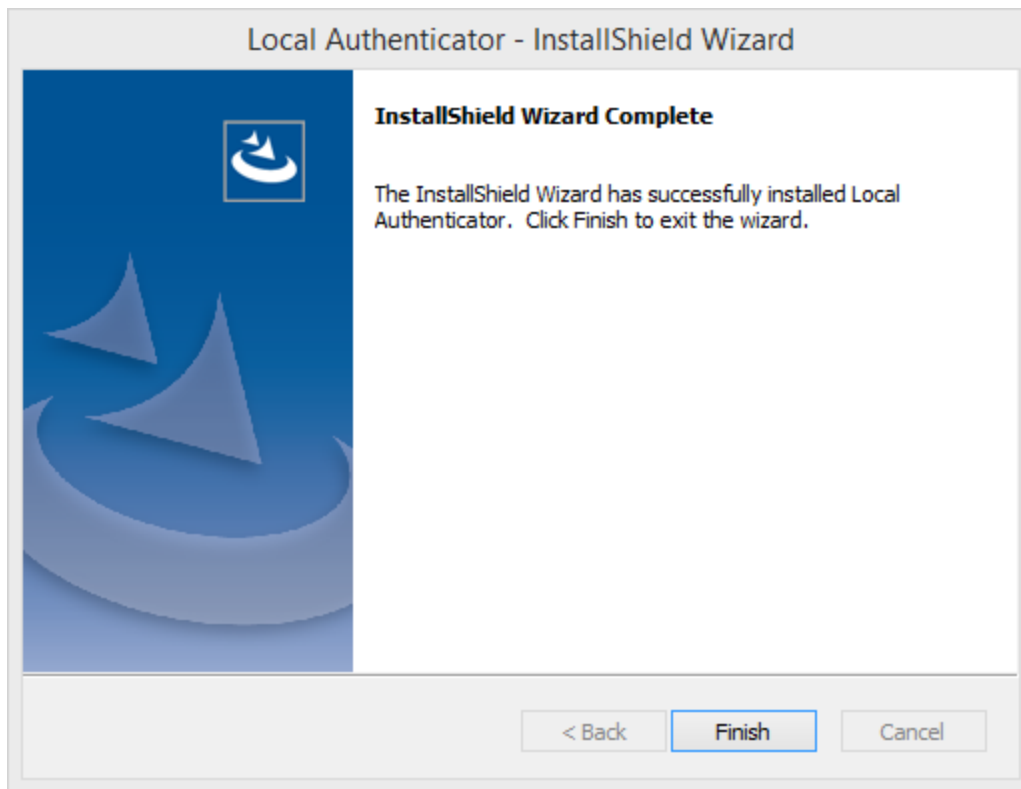 Local Authenticator - InstallShield Wizard
InstallShield Wizard Complete
The InstallShield Wizard has successfully installed Local
Authenticator.  Click Finish to exit the wizard.
< Back
Finish
Cancel